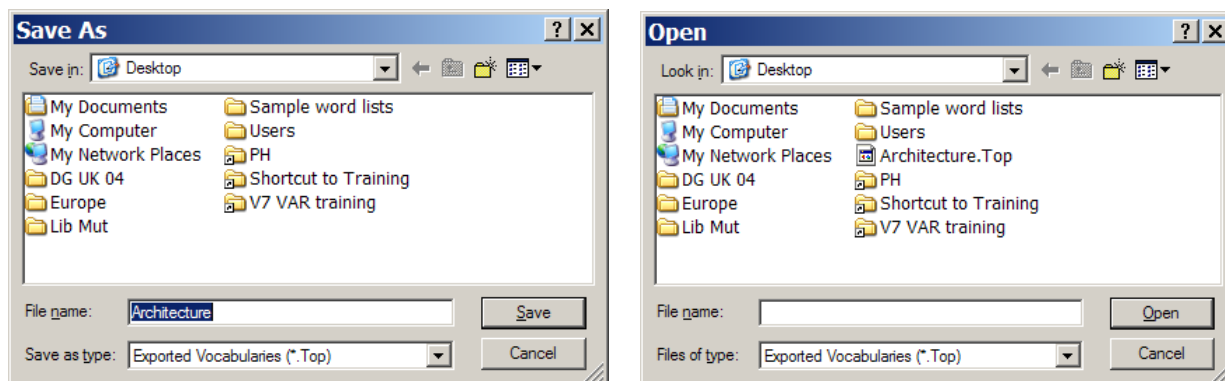 Save As
Save in: Desktop
My Documents
My Computer
My Network Places
DG UK 04
Europe
Lib Mut
Sample word lists
Users
PH
Shortcut to Training
V7 VAR training
File name: Architecture Save
Save as type: Exported Vocabularies (*.Top) Cancel
Open
Look in: Desktop
My Documents
My Computer
My Network Places
DG UK 04
Europe
Lib Mut
Sample word lists
Users
Architecture.Top
PH
Shortcut to Training
V7 VAR training
File name: Open
Files of type: Exported Vocabularies (*.Top) Cancel